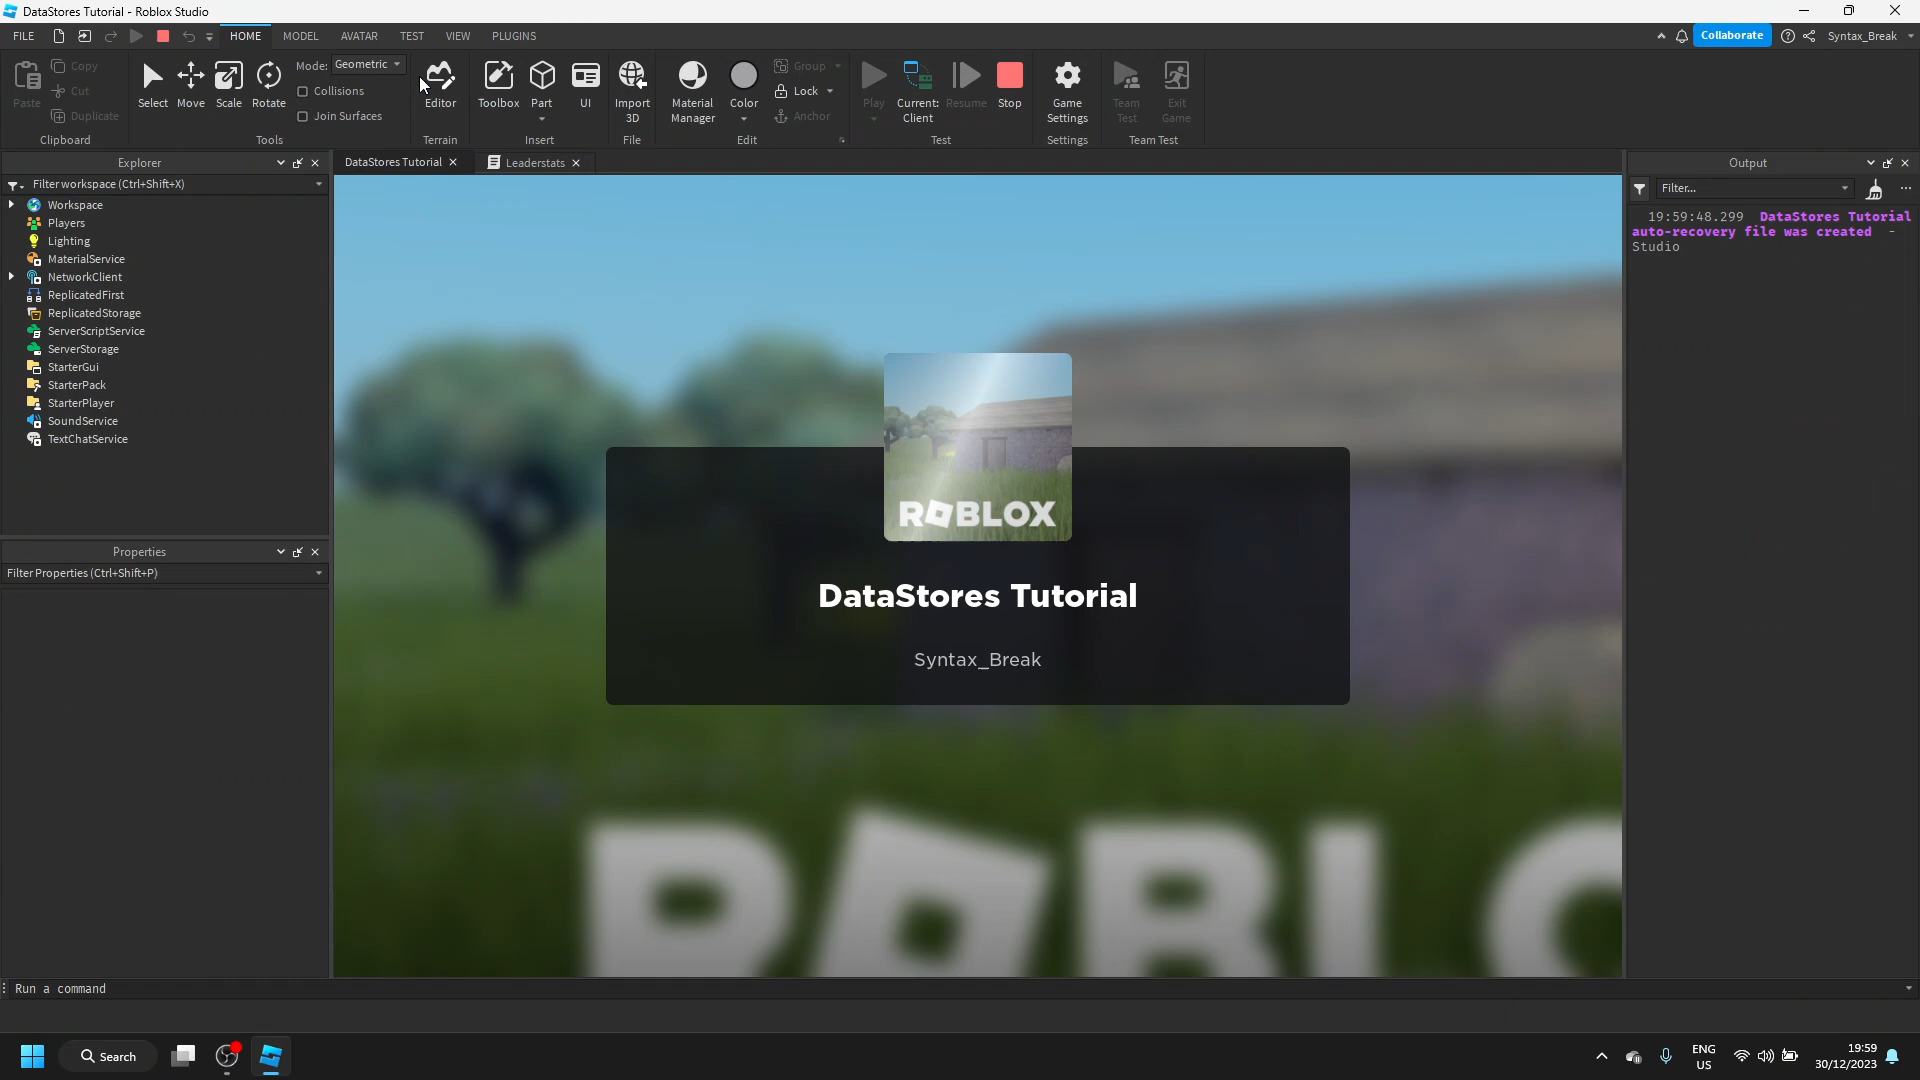 DataStores Tutorial - Roblox Studio
FILE HOME MODEL AVATAR TEST VIEW PLUGINS Collaborate Syntax_Break
Paste Copy Cut Duplicate Clipboard
Select Move Scale Rotate Mode: Geometric Collisions Join Surfaces Tools
Editor Terrain
Toolbox Part UI Insert
Import 3D File
Material Manager Color Group Lock Anchor Edit
Play Current: Client Resume Stop Test
Game Settings Settings
Team Test Exit Game Team Test
Explorer
Filter workspace (Ctrl+Shift+X)
Workspace
Players
Lighting
MaterialService
NetworkClient
ReplicatedFirst
ReplicatedStorage
ServerScriptService
ServerStorage
StarterGui
StarterPack
StarterPlayer
SoundService
TextChatService
Properties
Filter Properties (Ctrl+Shift+P)
DataStores Tutorial Leaderstats
ROBLOX
DataStores Tutorial
Syntax_Break
Output
Filter...
19:59:48.299 DataStores Tutorial
auto-recovery file was created -
Studio
Run a command
Search
ENG
US
19:59
30/12/2023